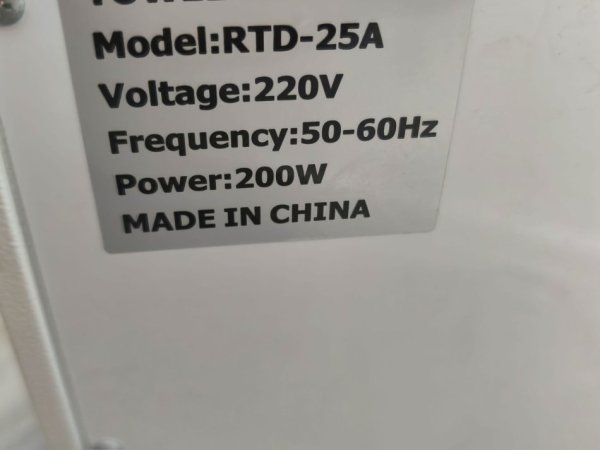 Model:RTD-25A
Voltage:220V
Frequency:50-60Hz
Power:200W
MADE IN CHINA